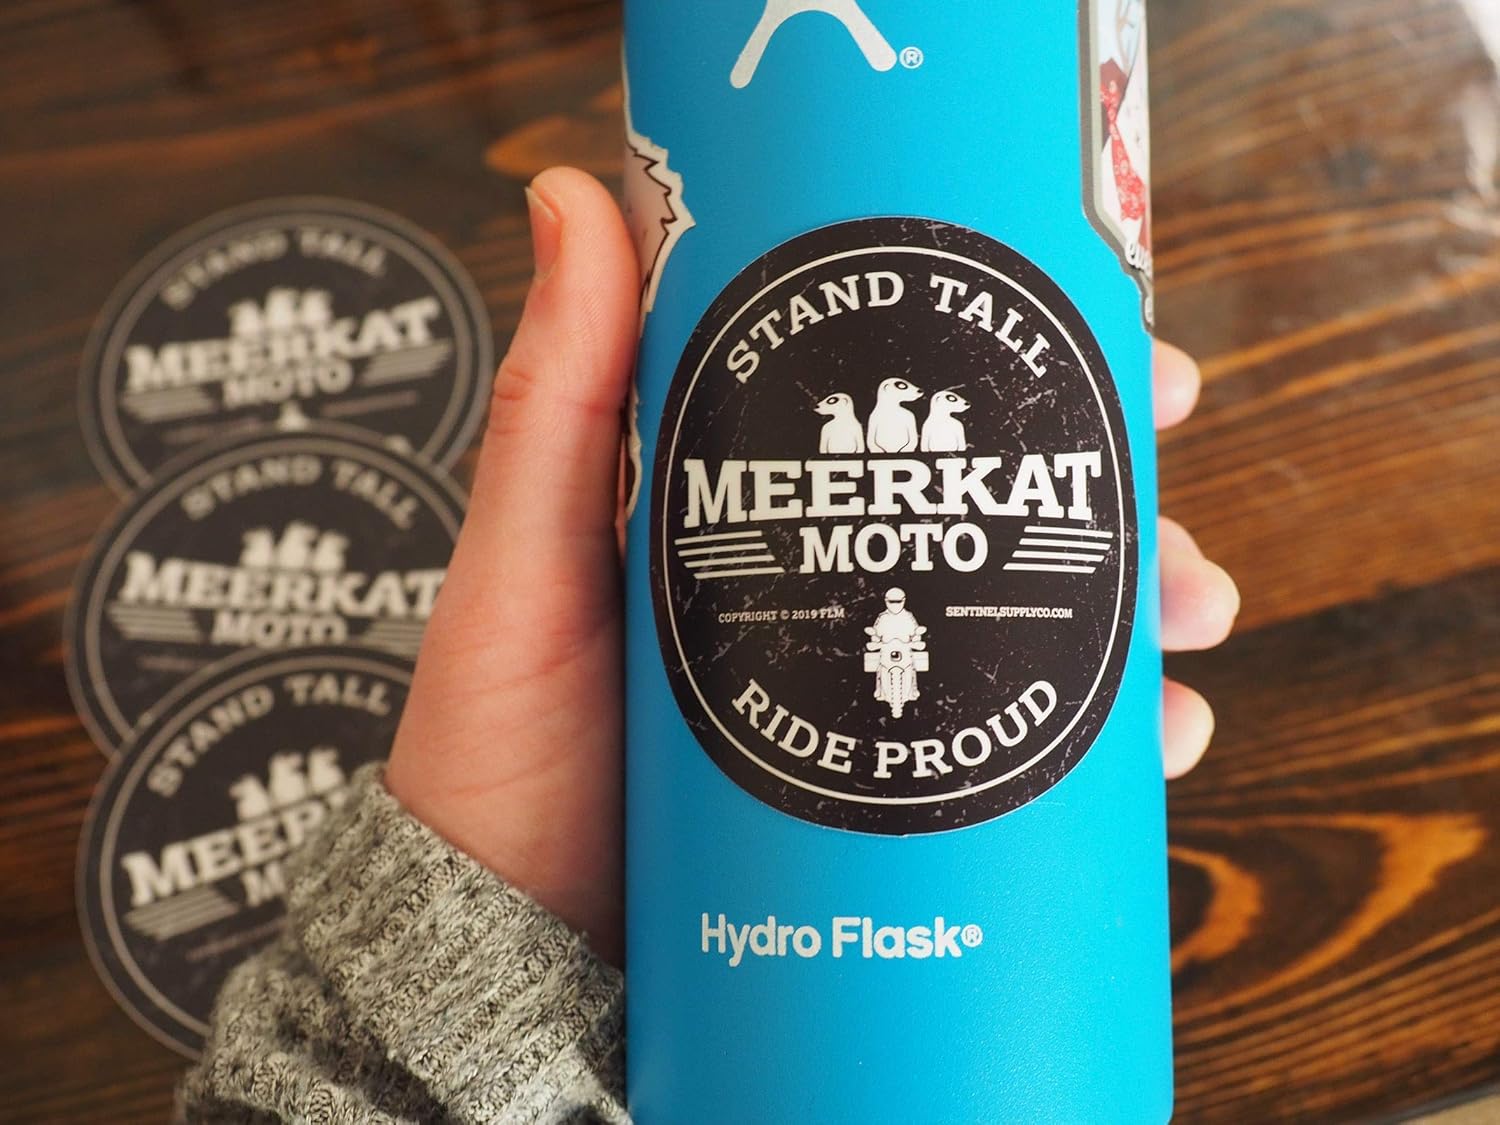 ®
STAND TALL
MEERKAT
MOTO
COPYRIGHT © 2019 FLM
SENTINELSUPPLYCO.COM
RIDE PROUD
Hydro Flask®
STAND TALL
MEERKAT
MOTO
STAND TALL
MEERKAT
MOTO
STAND TALL